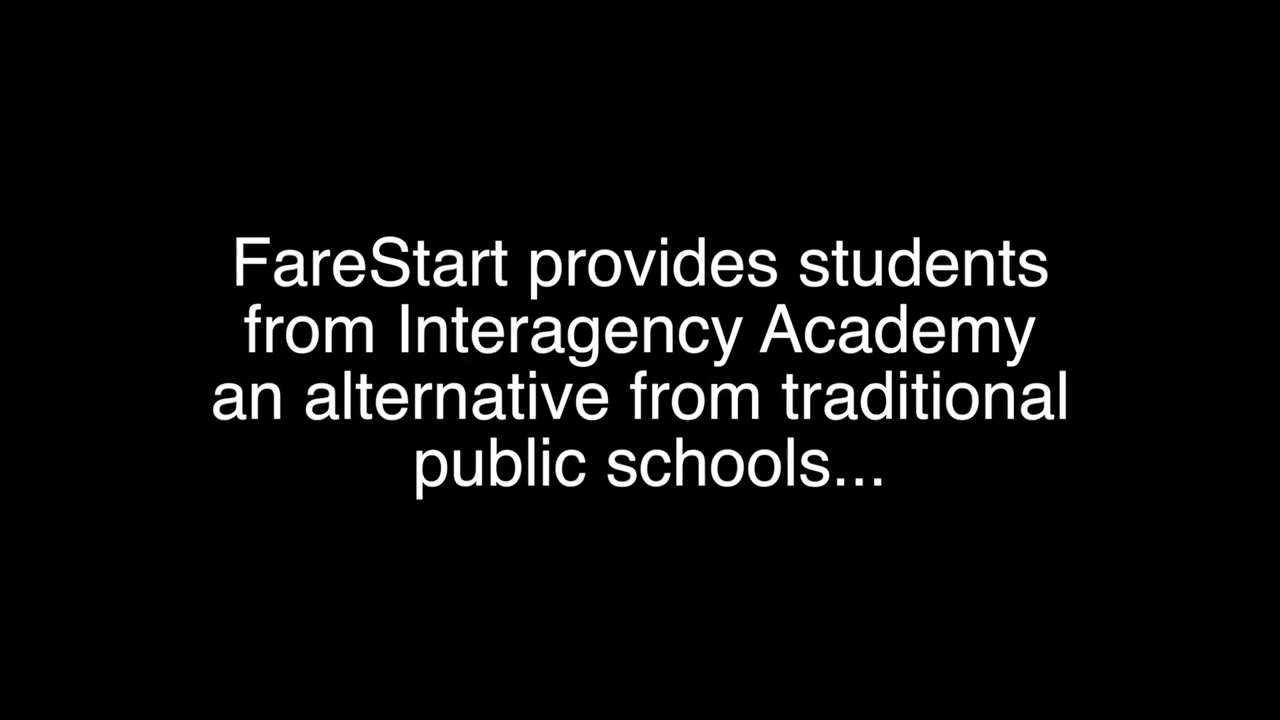 FareStart provides students
from Interagency Academy
an alternative from traditional
public schools...